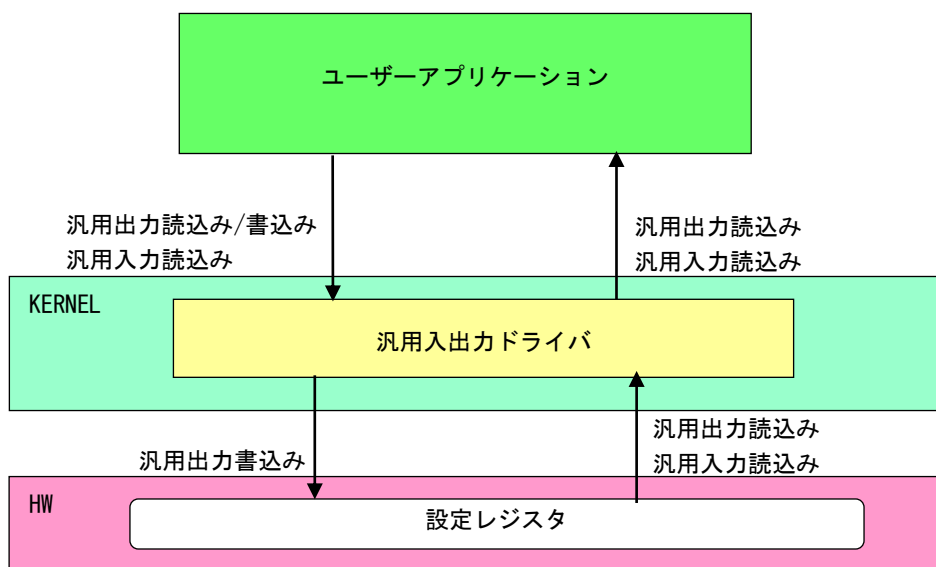 ユーザーアプリケーション
汎用出力読込み/書込み
汎用入力読込み
汎用出力読込み
汎用入力読込み
KERNEL
汎用入出力ドライバ
汎用出力書込み
汎用出力読込み
汎用入力読込み
HW
設定レジスタ